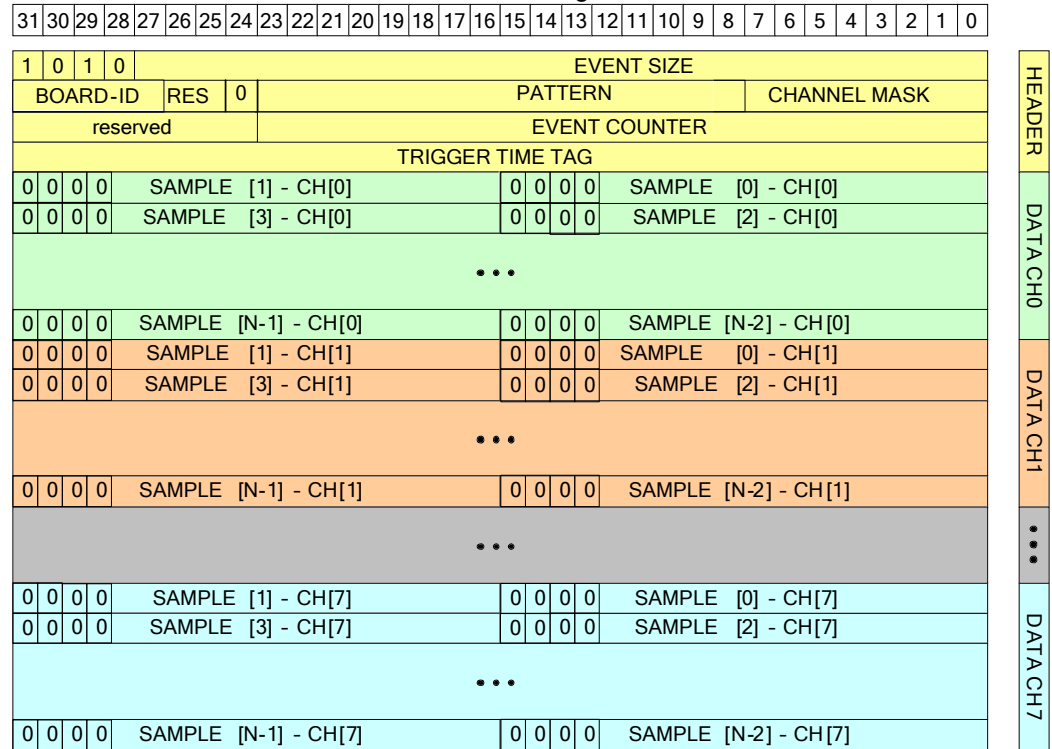 31 30 29 28 27 26 25 24 23 22 21 20 19 18 17 16 15 14 13 12 11 10 9 8 7 6 5 4 3 2 1 0
1 0 1 0 EVENT SIZE
BOARD-ID RES 0 PATTERN CHANNEL MASK
reserved EVENT COUNTER
TRIGGER TIME TAG
HEADER
0 0 0 0 SAMPLE [1] - CH[0] 0 0 0 0 SAMPLE [0] - CH[0]
0 0 0 0 SAMPLE [3] - CH[0] 0 0 0 0 SAMPLE [2] - CH[0]
...
0 0 0 0 SAMPLE [N-1] - CH[0] 0 0 0 0 SAMPLE [N-2] - CH[0]
DATA CH0
0 0 0 0 SAMPLE [1] - CH[1] 0 0 0 0 SAMPLE [0] - CH[1]
0 0 0 0 SAMPLE [3] - CH[1] 0 0 0 0 SAMPLE [2] - CH[1]
...
0 0 0 0 SAMPLE [N-1] - CH[1] 0 0 0 0 SAMPLE [N-2] - CH[1]
DATA CH1
...
...
0 0 0 0 SAMPLE [1] - CH[7] 0 0 0 0 SAMPLE [0] - CH[7]
0 0 0 0 SAMPLE [3] - CH[7] 0 0 0 0 SAMPLE [2] - CH[7]
...
0 0 0 0 SAMPLE [N-1] - CH[7] 0 0 0 0 SAMPLE [N-2] - CH[7]
DATA CH7